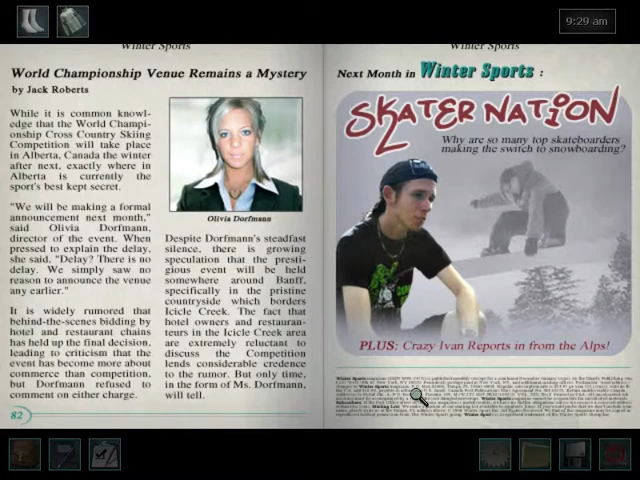 9:29 am
Winter Sports
World Championship Venue Remains a Mystery
by Jack Roberts
While it is common knowl-
edge that the World Champi-
onship Cross Country Skiing
Competition will take place
in Alberta, Canada the winter
after next, exactly where in
Alberta is currently the
sport's best kept secret.
"We will be making a formal
announcement next month,"
said Olivia Dorfmann,
director of the event. When
pressed to explain the delay,
she said, "Delay? There is no
delay. We simply saw no
reason to announce the venue
any earlier."
It is widely rumored that
behind-the-scenes bidding by
hotel and restaurant chains
has held up the final decision,
leading to criticism that the
event has become more about
commerce than competition,
but Dorfmann refused to
comment on either charge.
82
Olivia Dorfmann
Despite Dorfmann's steadfast
silence, there is growing
speculation that the presti-
gious event will be held
somewhere around Banff,
specifically in the pristine
countryside which borders
Icicle Creek. The fact that
hotel owners and restauran-
teurs in the Icicle Creek area
are extremely reluctant to
discuss the Competition
lends considerable credence
to the rumor. But only time,
in the form of Ms. Dorfmann,
will tell.
Winter Sports
Next Month in Winter Sports :
SKATER NATION
Why are so many top skateboarders
making the switch to snowboarding?
PLUS: Crazy Ivan Reports in from the Alps!